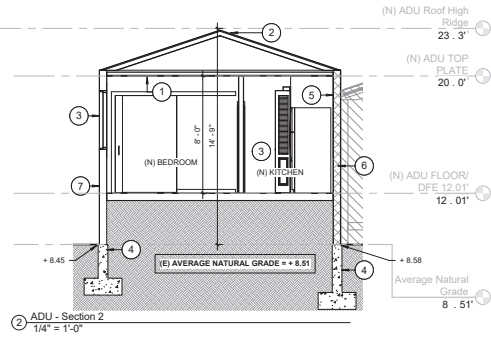 (N) ADU Roof High
Ridge
23 . 3'
2
(N) ADU TOP
PLATE
20 . 0'
1
5
3
8' - 0"
14' - 9"
3
(N) BEDROOM
(N) KITCHEN
6
7
(N) ADU FLOOR/
DFE 12.01'
12 . 01'
4
+ 8.45
(E) AVERAGE NATURAL GRADE = + 8.51
+ 8.58
4
Average Natural
Grade
8 . 51'
2
ADU - Section 2
1/4" = 1'-0"